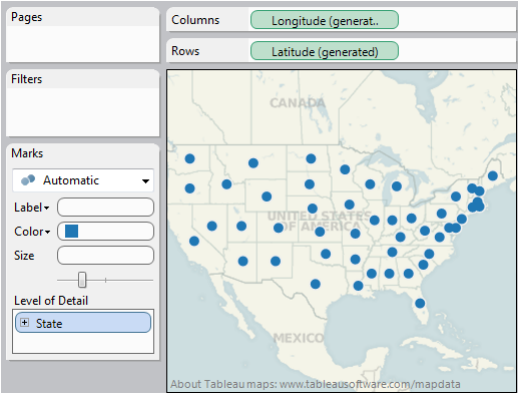 Pages
Columns
Longitude (generat..
Rows
Latitude (generated)
Filters
Marks
Automatic
Label
Color
Size
Level of Detail
State
CANADA
UNITED STATES
OF AMERICA
MEXICO
About Tableau maps: www.tableausoftware.com/mapdata